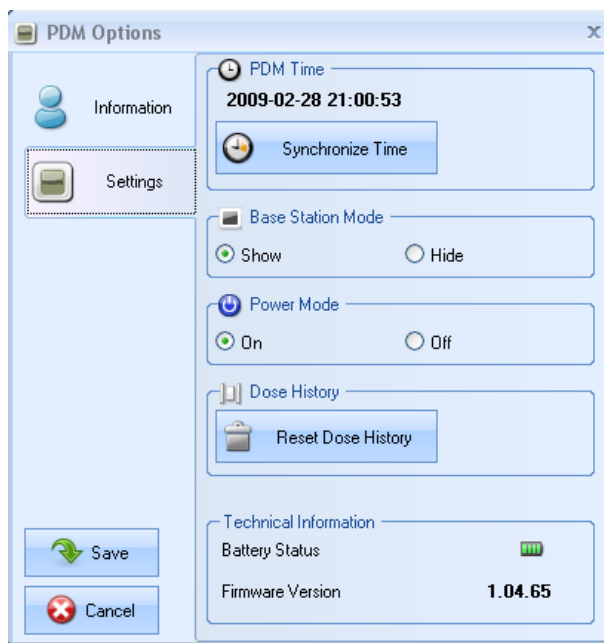 PDM Options
Information
Settings
PDM Time
2009-02-28 21:00:53
Synchronize Time
Base Station Mode
Show Hide
Power Mode
On Off
Dose History
Reset Dose History
Technical Information
Battery Status
Firmware Version 1.04.65
Save
Cancel